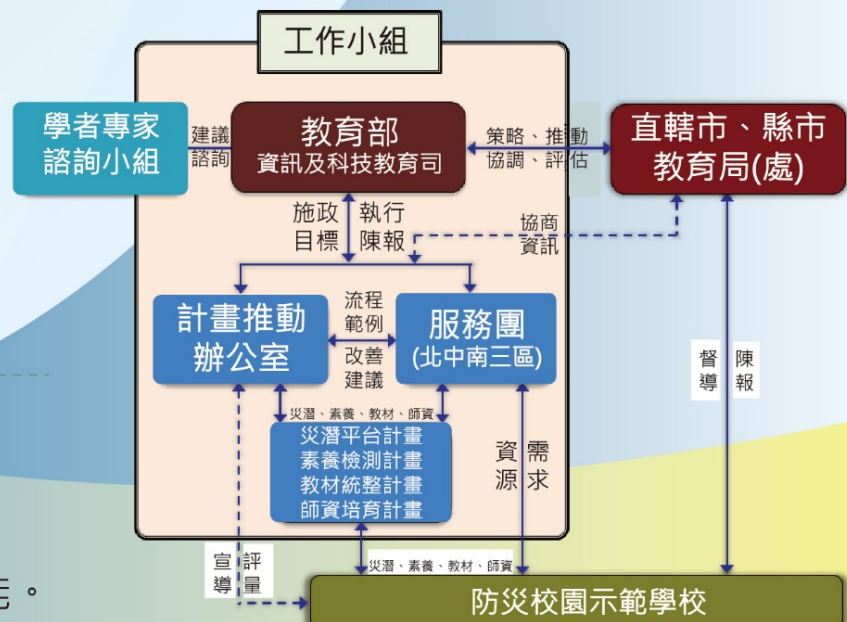 工作小組
學者專家
諮詢小組
建議
諮詢
教育部
資訊及科技教育司
策略、推動
協調、評估
直轄市、縣市
教育局(處)
施政
目標
執行
陳報
協商
資訊
計畫推動
辦公室
流程
範例
改善
建議
服務團
(北中南三區)
督導
陳報
災潛、素養、教材、師資
災潛平台計畫
素養檢測計畫
教材統整計畫
師資培育計畫
資源
需求
宣導
評量
災潛、素養、教材、師資
防災校園示範學校